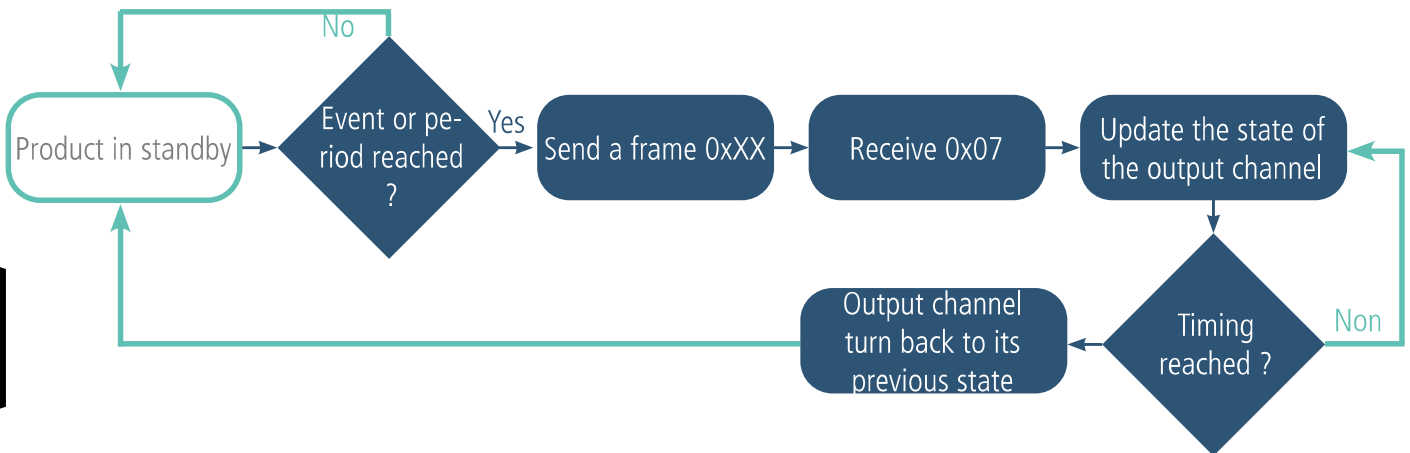 No
Product in standby
Event or pe-
riod reached
?
Yes
Send a frame 0xXX
Receive 0x07
Update the state of
the output channel
Output channel
turn back to its
previous state
Timing
reached ?
Non